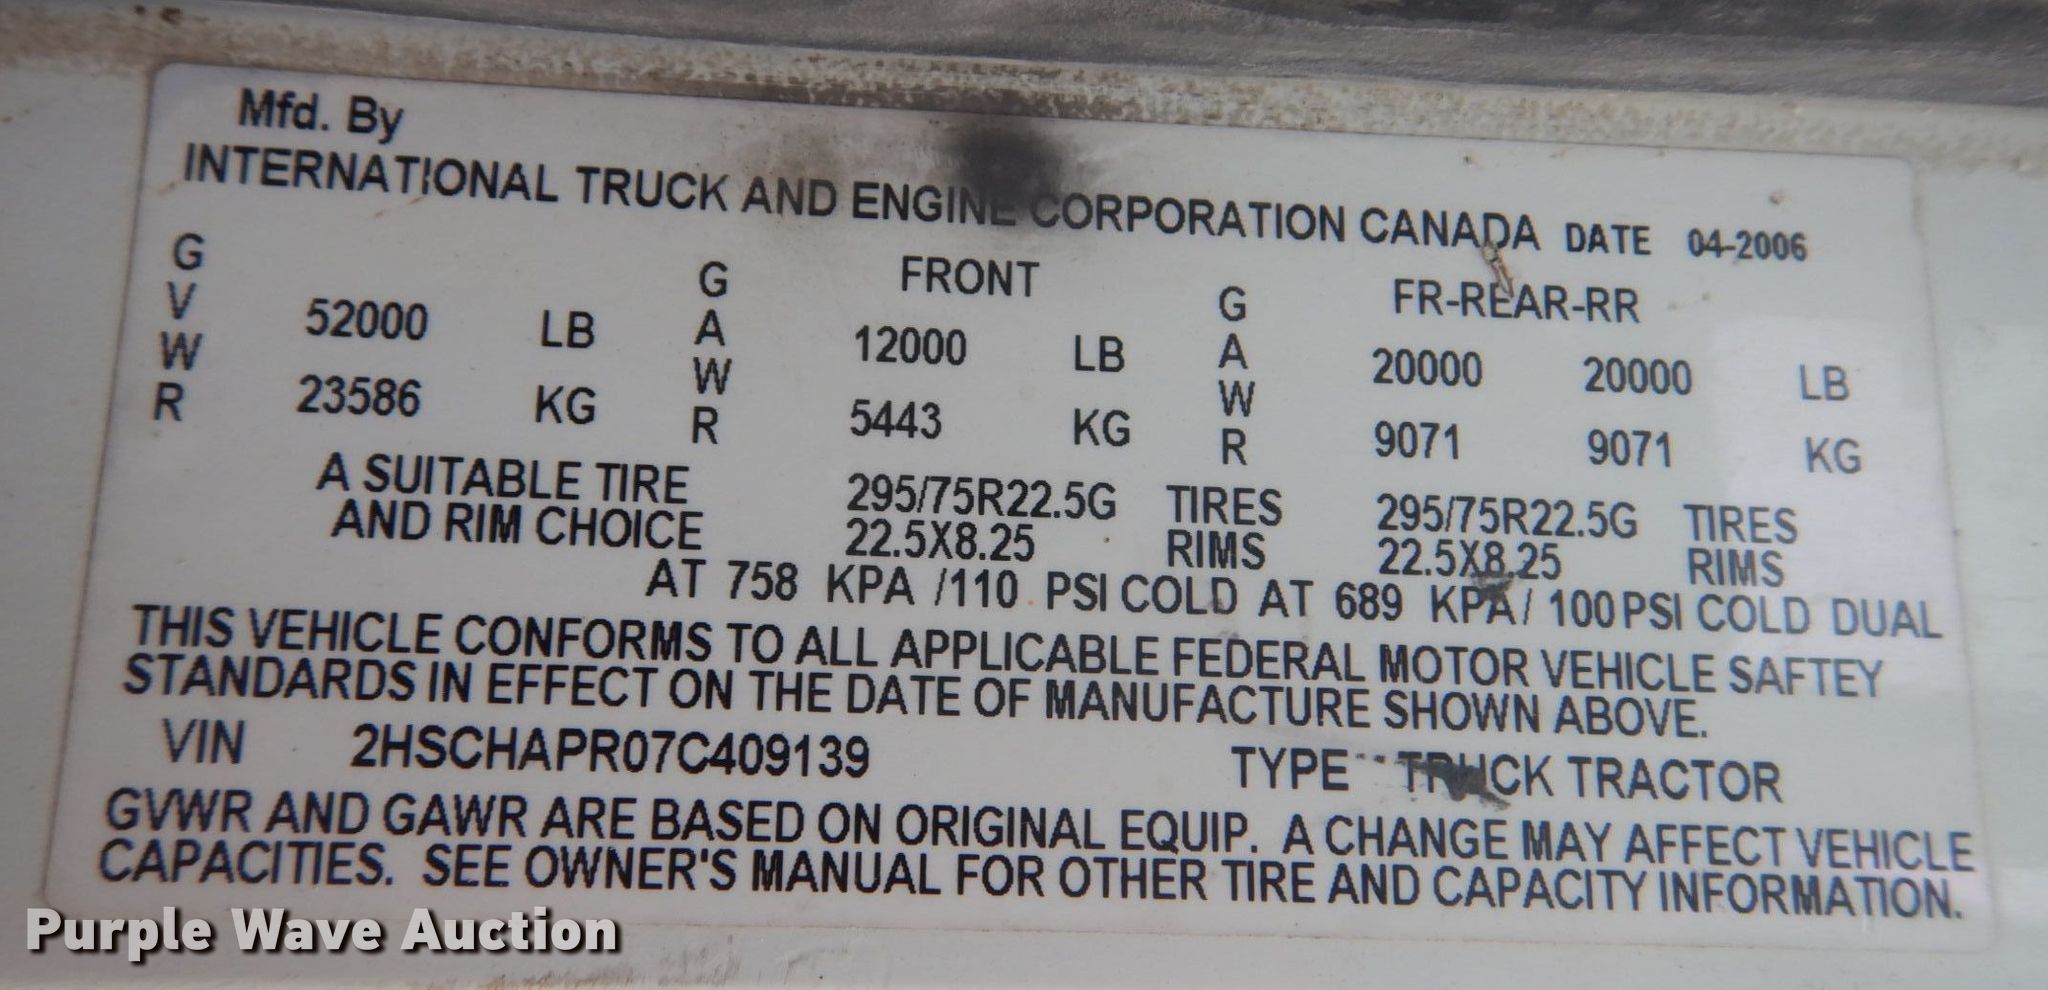 Mfd. By
INTERNATIONAL TRUCK AND ENGINE CORPORATION CANADA DATE 04-2006
GVWR 52000 LB GAWR FRONT 12000 LB GAWR FR-REAR-RR 20000 20000 LB
23586 KG 5443 KG 9071 9071 KG
A SUITABLE TIRE 295/75R22.5G TIRES 295/75R22.5G TIRES
AND RIM CHOICE 22.5X8.25 RIMS 22.5X8.25 RIMS
AT 758 KPA /110 PSI COLD AT 689 KPA/ 100PSI COLD DUAL
THIS VEHICLE CONFORMS TO ALL APPLICABLE FEDERAL MOTOR VEHICLE SAFTEY
STANDARDS IN EFFECT ON THE DATE OF MANUFACTURE SHOWN ABOVE.
VIN 2HSCHAPR07C409139 TYPE TRUCK TRACTOR
GVWR AND GAWR ARE BASED ON ORIGINAL EQUIP. A CHANGE MAY AFFECT VEHICLE
CAPACITIES. SEE OWNER'S MANUAL FOR OTHER TIRE AND CAPACITY INFORMATION.
Purple Wave Auction